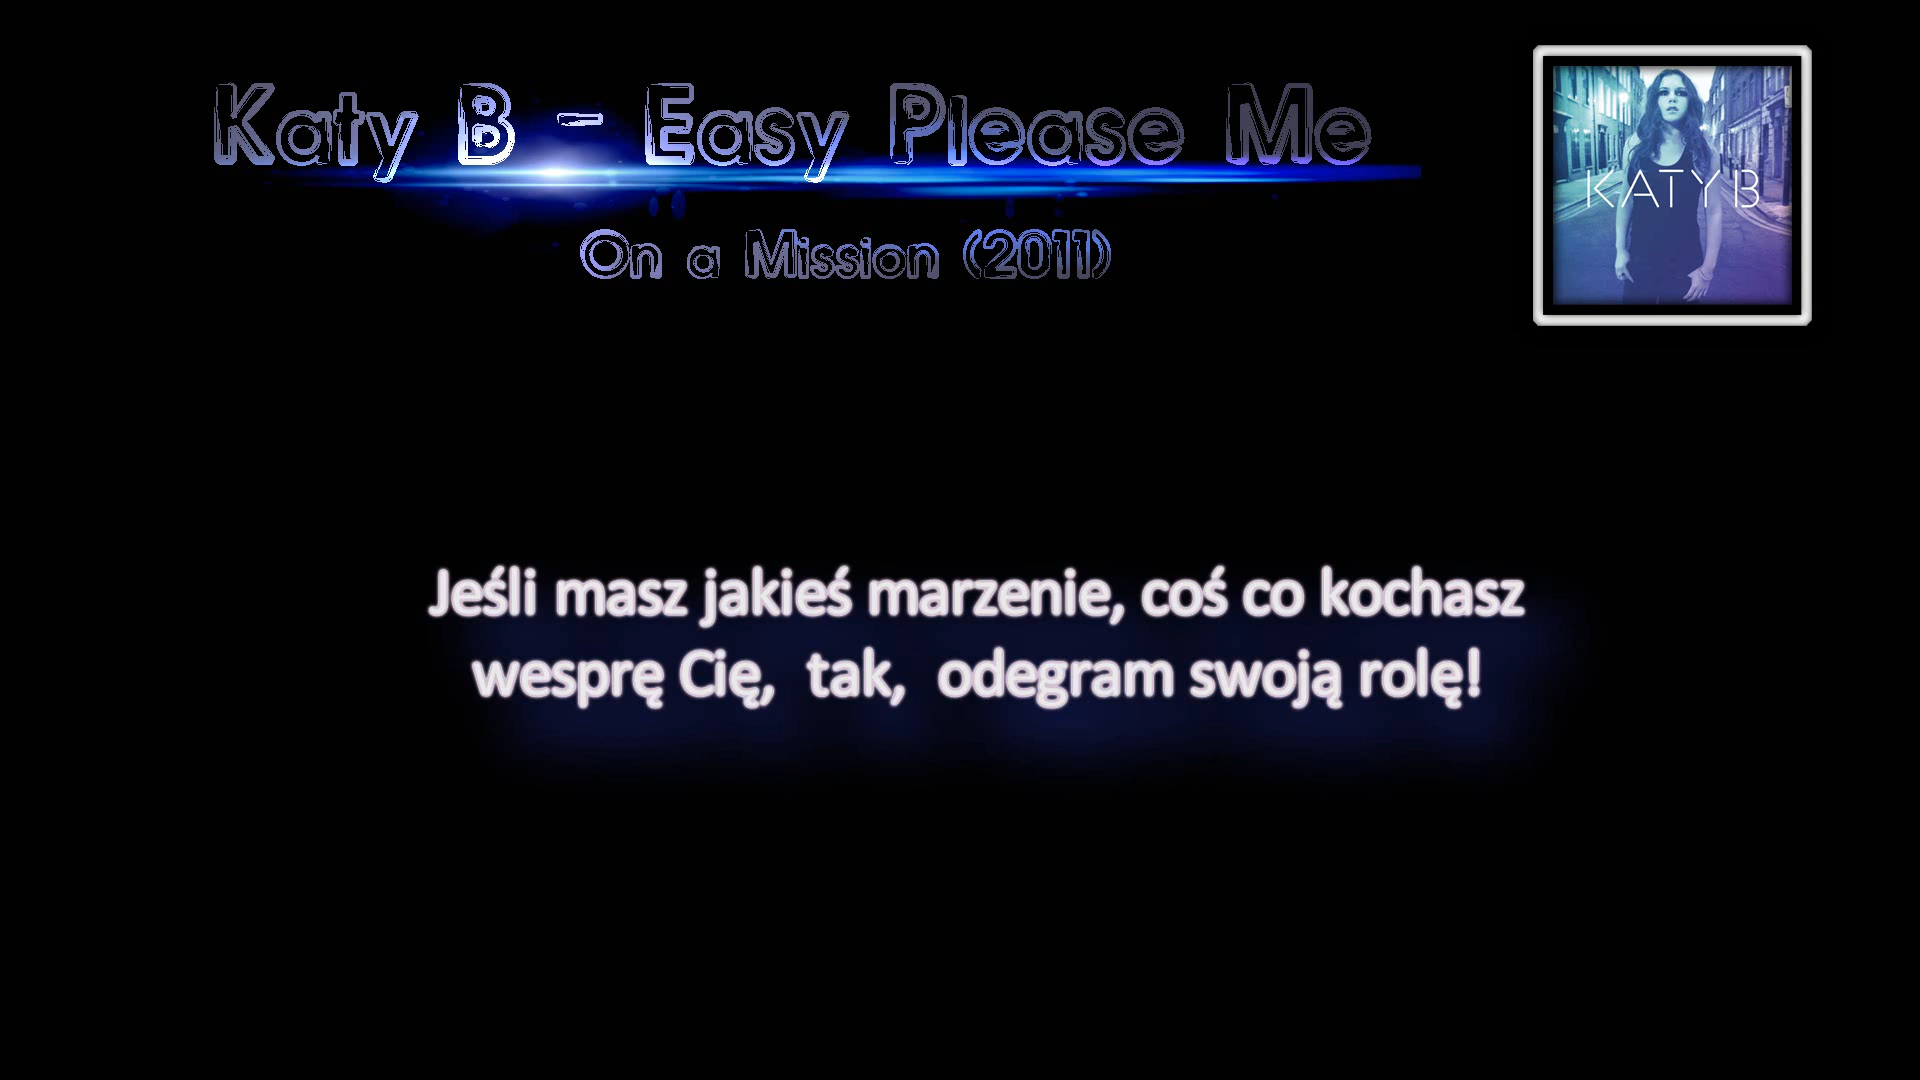 Katy B - Easy Please Me
On a Mission (2011)
KATY B
Jeśli masz jakieś marzenie, coś co kochasz
wesprę Cię, tak, odegram swoją rolę!